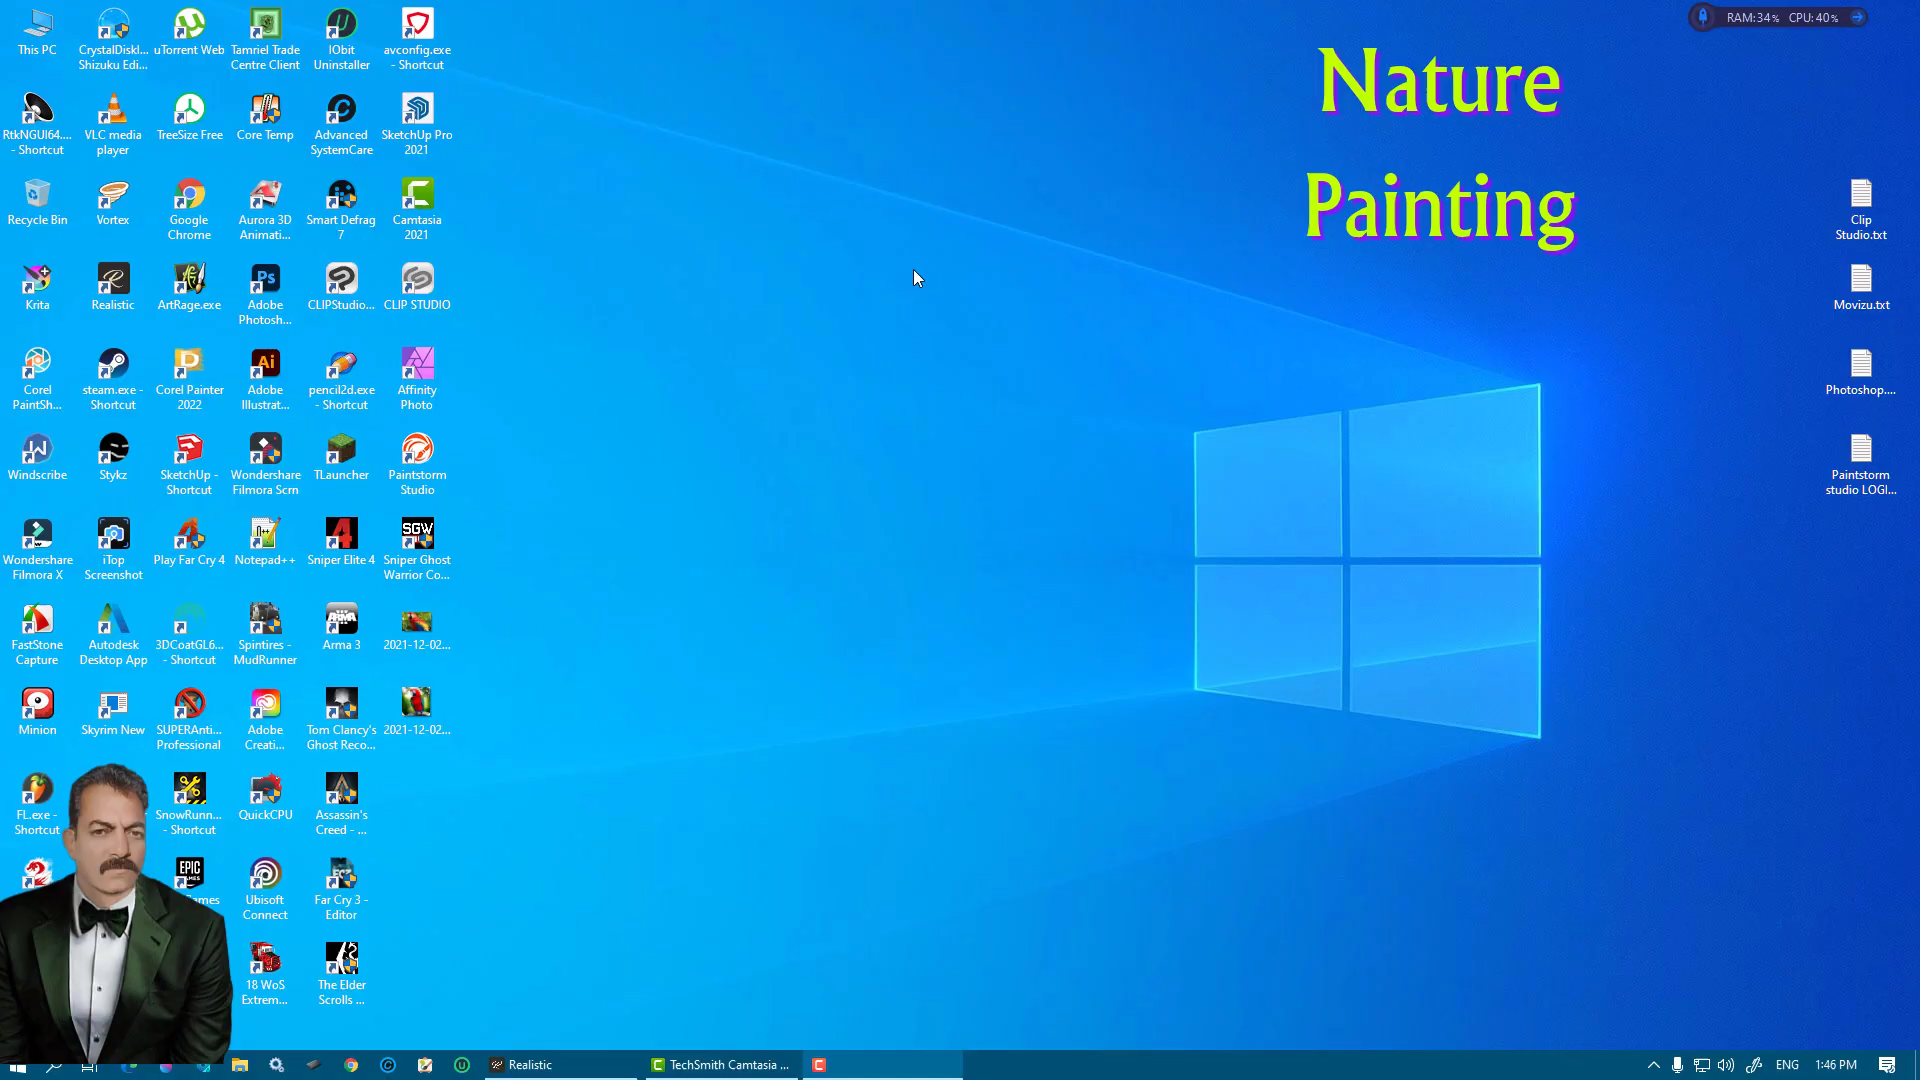 This PC
CrystalDiskI...
Shizuku Edi...
uTorrent Web
Tamriel Trade
Centre Client
IObit
Uninstaller
avconfig.exe
- Shortcut
RtkNGUI64....
- Shortcut
VLC media
player
TreeSize Free
Core Temp
Advanced
SystemCare
SketchUp Pro
2021
Recycle Bin
Vortex
Google
Chrome
Aurora 3D
Animati...
Smart Defrag
7
Camtasia
2021
Krita
Realistic
ArtRage.exe
Adobe
Photosh...
CLIPStudio...
CLIP STUDIO
Corel
PaintSh...
steam.exe -
Shortcut
Corel Painter
2022
Adobe
Illustrat...
pencil2d.exe
- Shortcut
Affinity
Photo
Windscribe
Stykz
SketchUp -
Shortcut
Wondershare
Filmora Scrn
TLauncher
Paintstorm
Studio
Wondershare
Filmora X
iTop
Screenshot
Play Far Cry 4
Notepad++
Sniper Elite 4
SGW
Sniper Ghost
Warrior Co...
FastStone
Capture
Autodesk
Desktop App
3DCoatGL6...
- Shortcut
Spintires -
MudRunner
Arma 3
2021-12-02...
Minion
Skyrim New
SUPERAnti...
Professional
Adobe
Creati...
Tom Clancy's
Ghost Reco...
2021-12-02...
FL.exe -
Shortcut
SnowRunn...
- Shortcut
QuickCPU
Assassin's
Creed - ...
Ubisoft
Connect
Far Cry 3 -
Editor
18 WoS
Extrem...
The Elder
Scrolls ...
Nature
Painting
RAM:34% CPU:40%
Clip
Studio.txt
Movizu.txt
Photoshop....
Paintstorm
studio LOGI...
Realistic
TechSmith Camtasia ...
ENG
1:46 PM